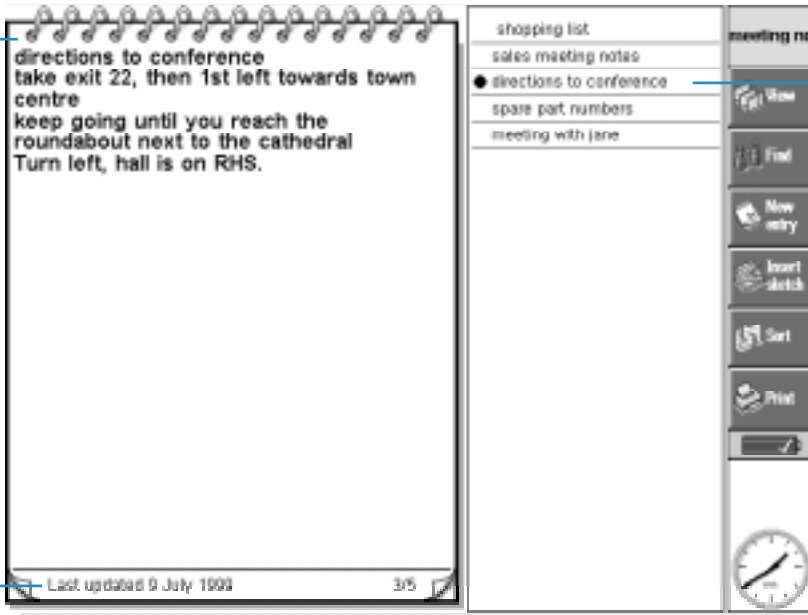 directions to conference
take exit 22, then 1st left towards town
centre
keep going until you reach the
roundabout next to the cathedral
Turn left, hall is on RHS.
Last updated 9 July 1999
3/5
shopping list
sales meeting notes
directions to conference
spare part numbers
meeting with jane
meeting no
View
Find
New
entry
Insert
sketch
Sort
Print